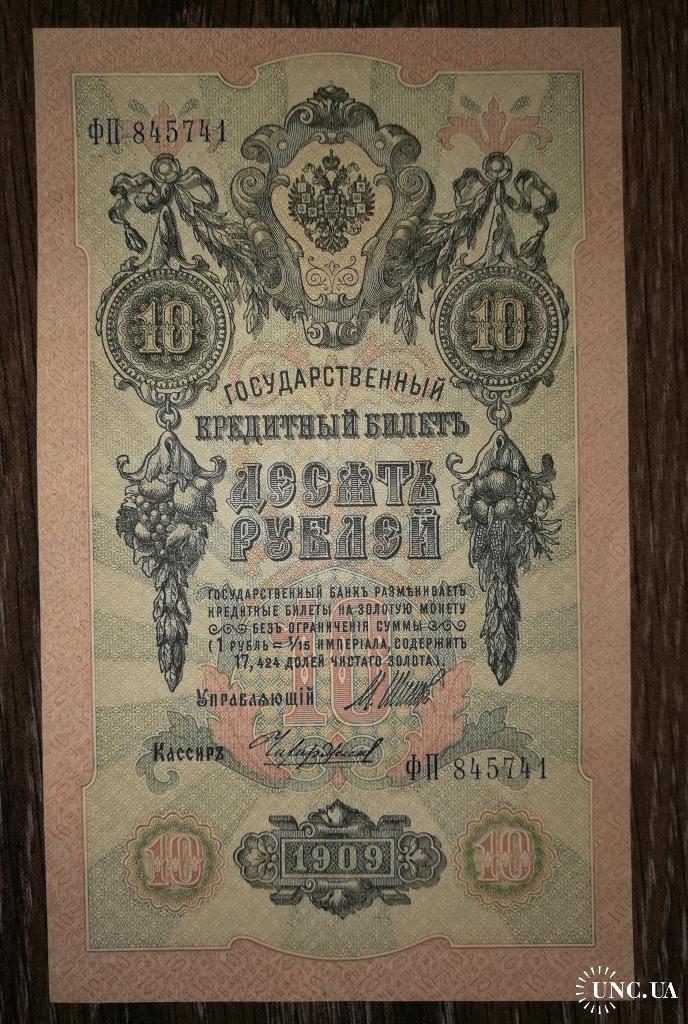 ФП 845741
10 10
ГОСУДАРСТВЕННЫЙ
КРЕДИТНЫЙ БИЛЕТЪ
ДЕСЯТЬ
РУБЛЕЙ
ГОСУДАРСТВЕННЫЙ БАНКЪ РАЗМѢНИВАЕТЪ
КРЕДИТНЫЕ БИЛЕТЫ НА ЗОЛОТУЮ МОНЕТУ
БЕЗЪ ОГРАНИЧЕНІЯ СУММЫ
(1 РУБЛЬ = 1/15 ИМПЕРІАЛА, СОДЕРЖИТЪ
17,424 ДОЛЕЙ ЧИСТАГО ЗОЛОТА).
10
Управляющій
Кассиръ
ФП 845741
10 1909 10
UNC.UA